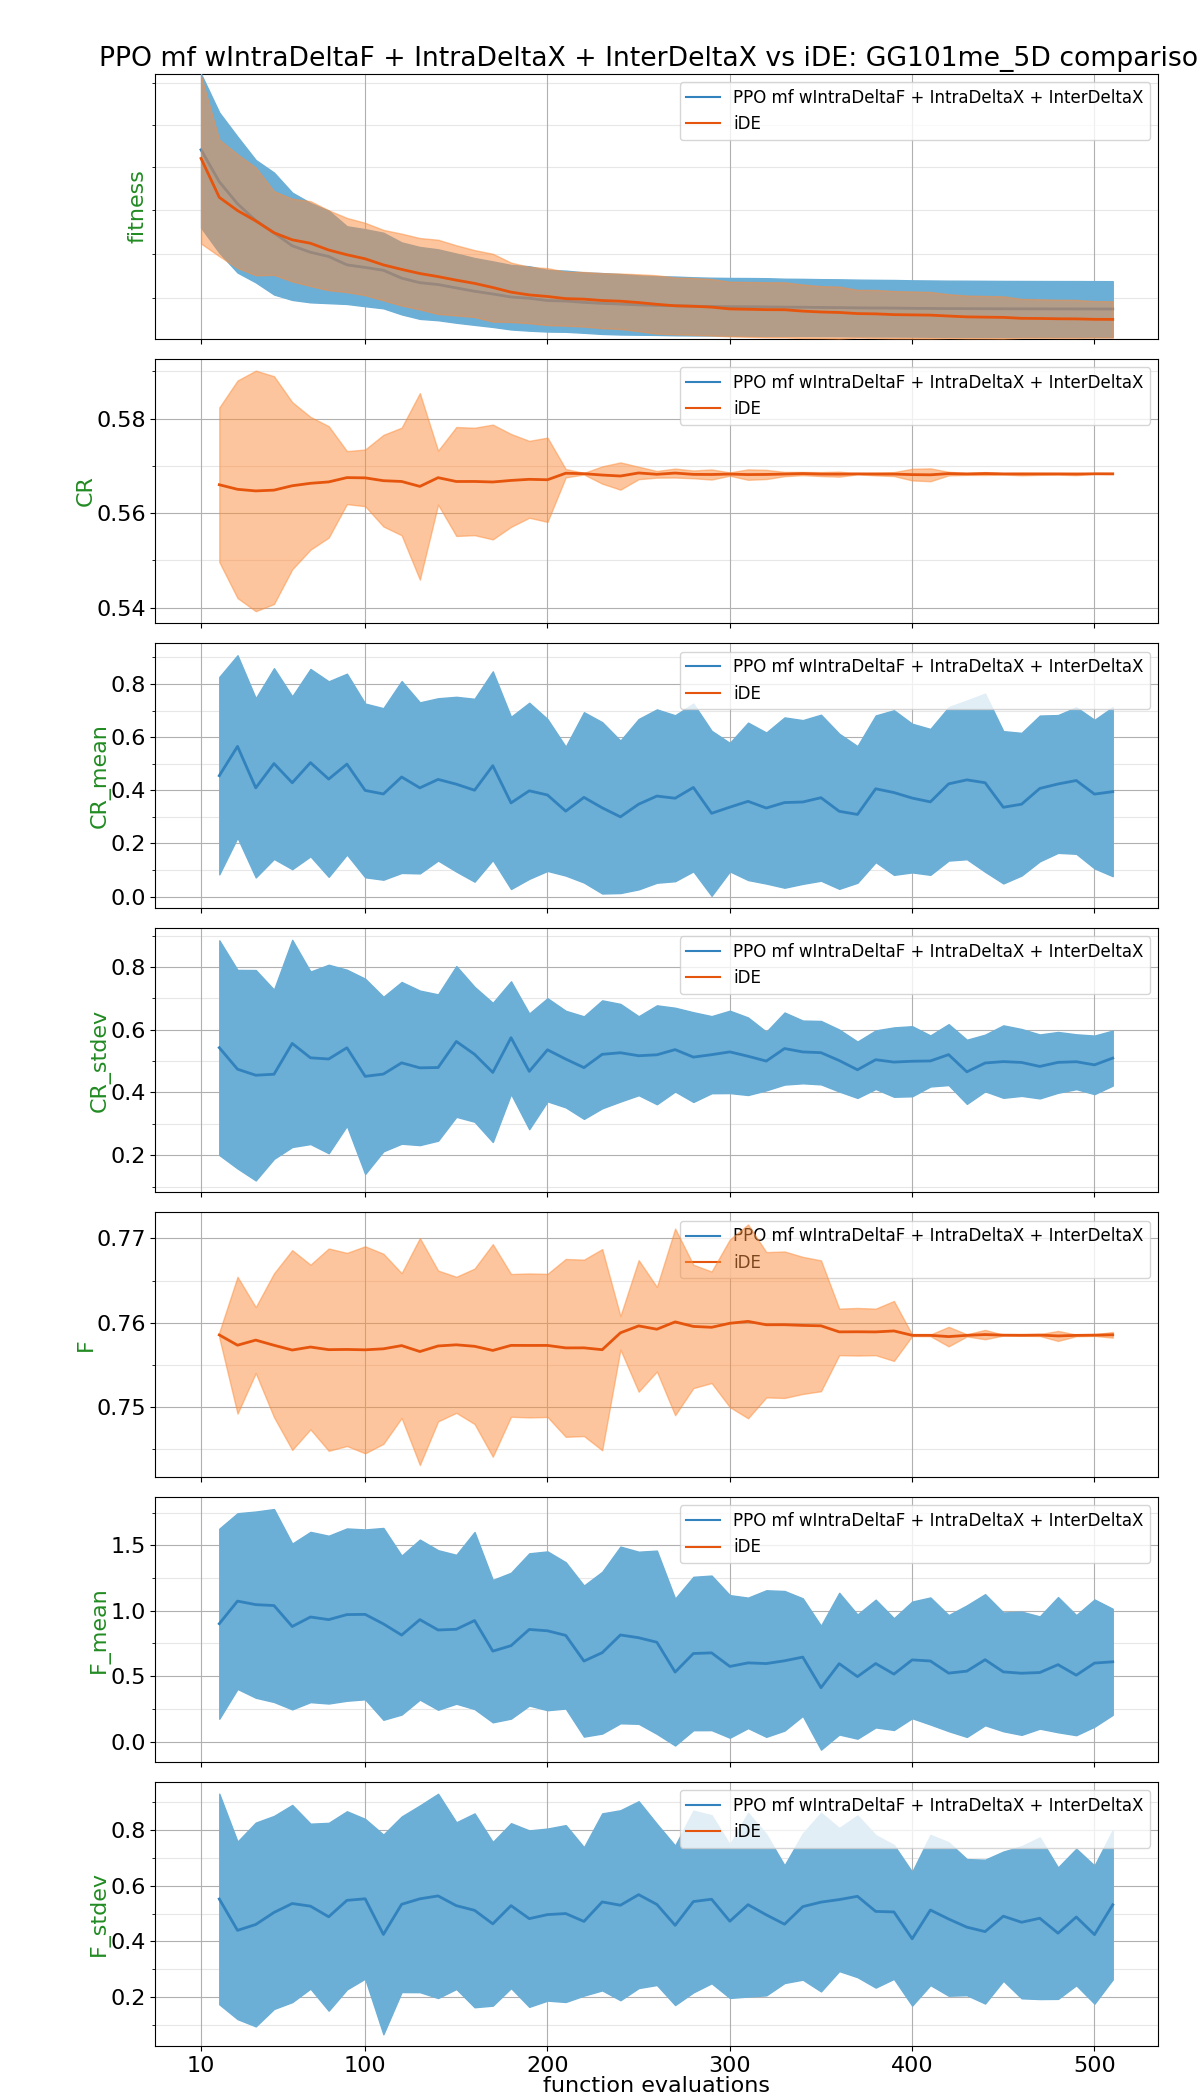 PPO mf wIntraDeltaF + IntraDeltaX + InterDeltaX vs iDE: GG101me_5D compariso
fitness
PPO mf wIntraDeltaF + IntraDeltaX + InterDeltaX
iDE
CR
0.58
0.56
0.54
PPO mf wIntraDeltaF + IntraDeltaX + InterDeltaX
iDE
CR_mean
0.8
0.6
0.4
0.2
0.0
PPO mf wIntraDeltaF + IntraDeltaX + InterDeltaX
iDE
CR_stdev
0.8
0.6
0.4
0.2
PPO mf wIntraDeltaF + IntraDeltaX + InterDeltaX
iDE
F
0.77
0.76
0.75
PPO mf wIntraDeltaF + IntraDeltaX + InterDeltaX
iDE
F_mean
1.5
1.0
0.5
0.0
PPO mf wIntraDeltaF + IntraDeltaX + InterDeltaX
iDE
F_stdev
0.8
0.6
0.4
0.2
PPO mf wIntraDeltaF + IntraDeltaX + InterDeltaX
iDE
10 100 200 300 400 500
function evaluations